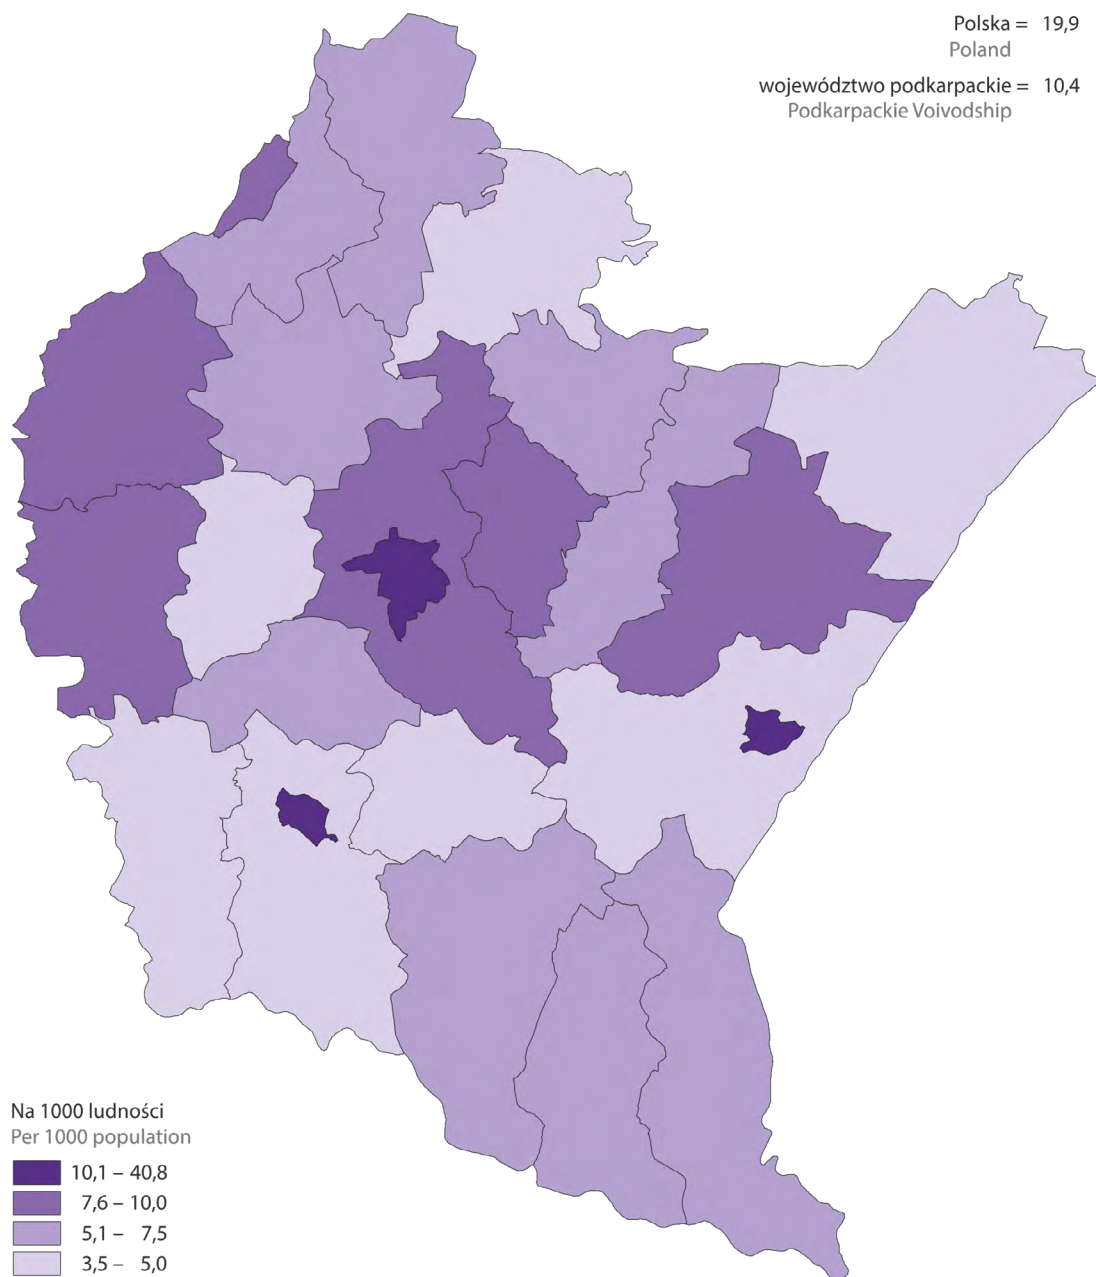 Polska = 19,9
Poland
województwo podkarpackie = 10,4
Podkarpackie Voivodship
Na 1000 ludności
Per 1000 population
10,1 – 40,8
7,6 – 10,0
5,1 – 7,5
3,5 – 5,0